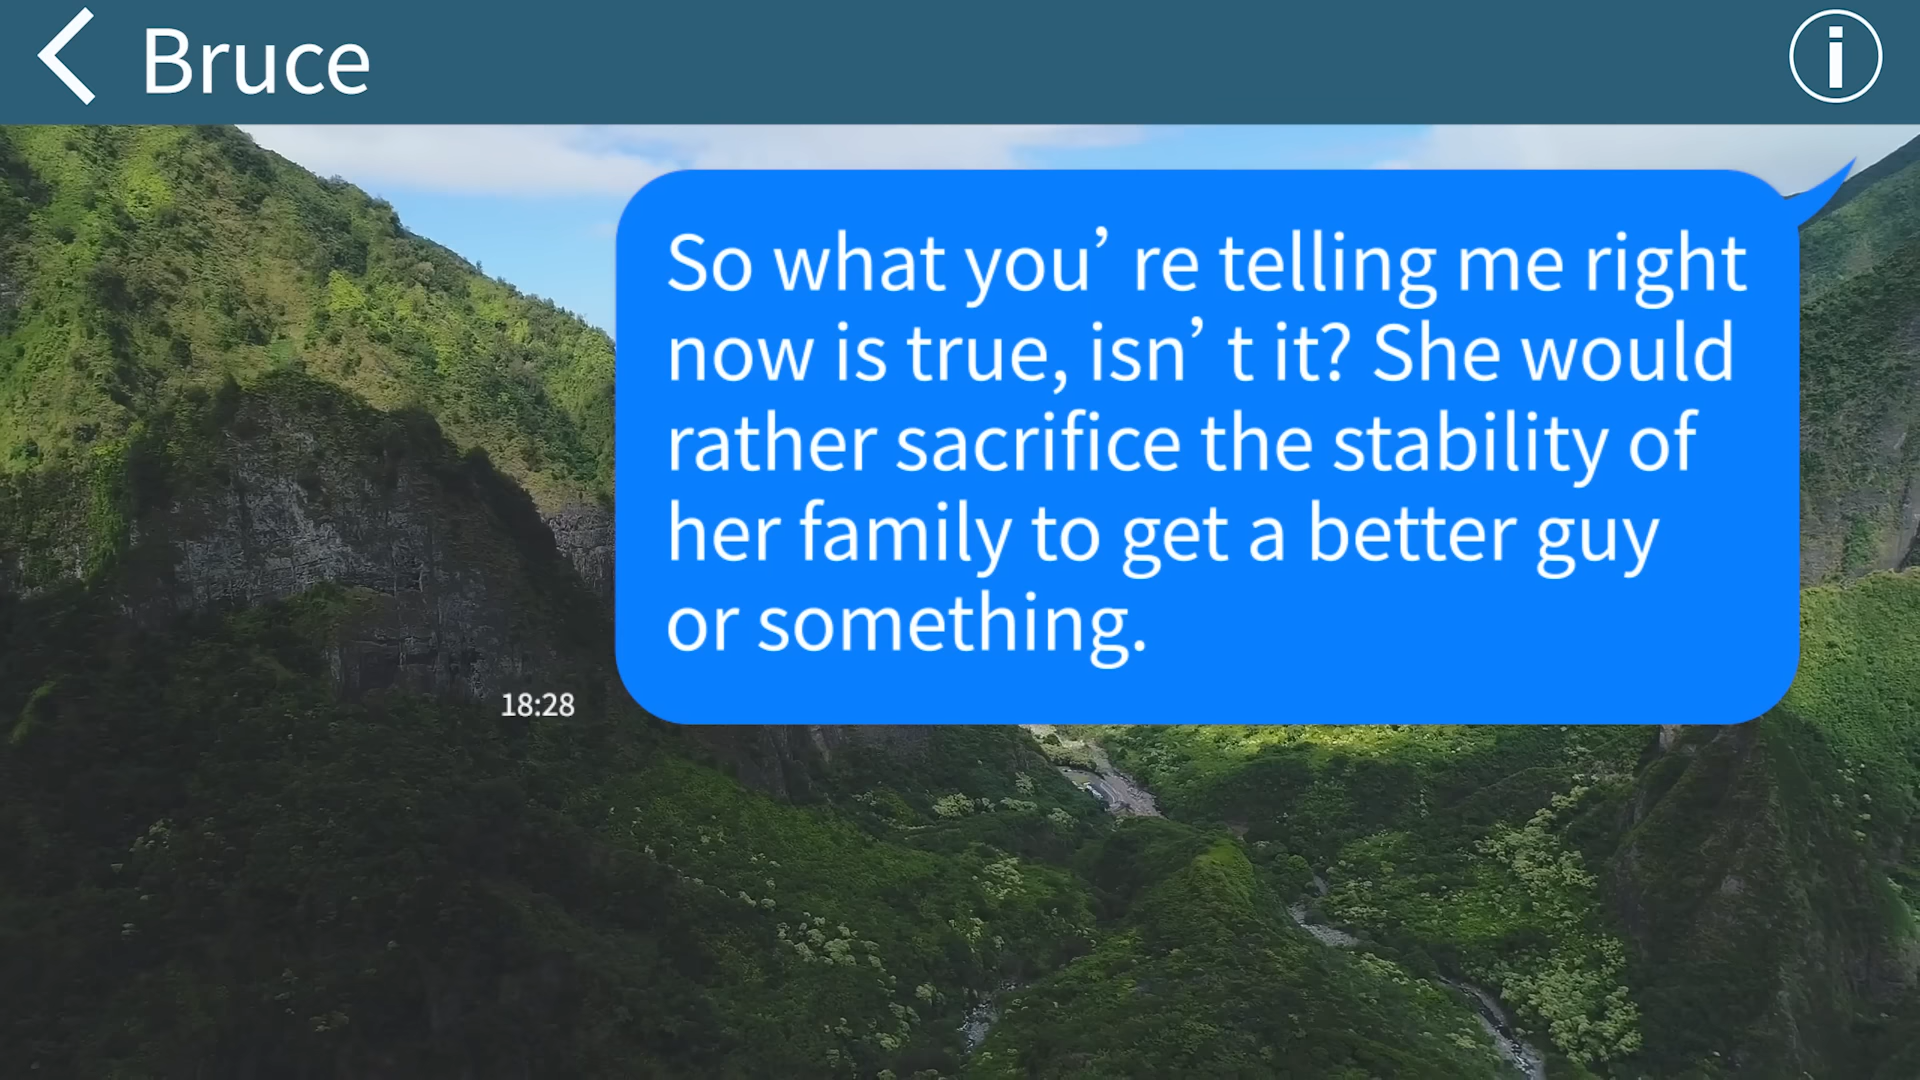 Bruce
So what you’re telling me right
now is true, isn’t it? She would
rather sacrifice the stability of
her family to get a better guy
or something.
18:28